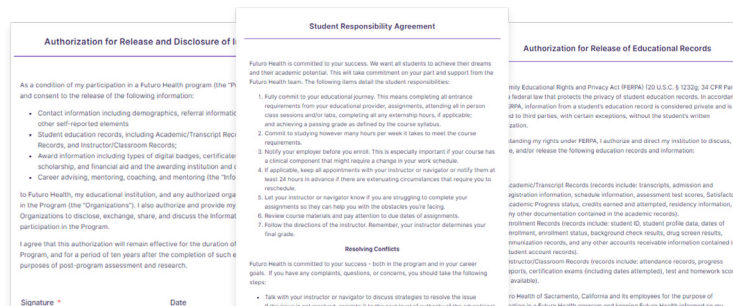 Authorization for Release and Disclosure of I
As a condition of my participation in a Futuro Health program (the "P
and consent to the release of the following information:
• Contact information including demographics, referral informatio
other self-reported elements
• Student education records, including Academic/Transcript Reco
Records, and Instructor/Classroom Records;
• Award information including types of digital badges, certificate
scholarship, and financial aid and the awarding institution and d
• Career advising, mentoring, coaching, and mentoring (the "Info
to Futuro Health, my educational institution, and any authorized orga
in the Program (the "Organizations"). I also authorize and provide my
Organizations to disclose, exchange, share, and discuss the Informat
participation in the Program.
I agree that this authorization will remain effective for the duration of
Program, and for a period of ten years after the completion of such e
purposes of post-program assessment and research.
Signature *
Date
Student Responsibility Agreement
Futuro Health is committed to your success. We want all students to achieve their dreams
and their academic potential. This will take commitment on your part and support from the
Futuro Health team. The following items detail the student responsibilities:
1. Fully commit to your educational journey. This means completing all entrance
requirements from your educational provider, assignments, attending all in person
class sessions and/or labs, completing all any externship hours, if applicable;
and achieving a passing grade as defined by the course syllabus.
2. Commit to studying however many hours per week it takes to meet the course
requirements.
3. Notify your employer before you enroll. This is especially important if your course has
a clinical component that might require a change in your work schedule.
4. If applicable, keep all appointments with your instructor or navigator or notify them at
least 24 hours in advance if there are extenuating circumstances that require you to
reschedule.
5. Let your instructor or navigator know if you are struggling to complete your
assignments so they can help you with the obstacles you're facing.
6. Review course materials and pay attention to due dates of assignments.
7. Follow the directions of the instructor. Remember, your instructor determines your
final grade.
Resolving Conflicts
Futuro Health is committed to your success - both in the program and in your career
goals. If you have any complaints, questions, or concerns, you should take the following
steps:
• Talk with your instructor or navigator to discuss strategies to resolve the issue
Authorization for Release of Educational Records
mily Educational Rights and Privacy Act (FERPA) (20 U.S.C. § 1232g; 34 CFR Par
a federal law that protects the privacy of student education records. In accordan
ERPA, information from a student's education record is considered private and is
ed to third parties, with certain exceptions, without the student's written
zation.
standing my rights under FERPA, I authorize and direct my institution to discuss,
e, and/or release the following education records and information:
cademic/Transcript Records (records include: transcripts, admission and
egistration information, schedule information, assessment test scores, Satisfacto
cademic Progress status, credits earned and attempted, residency information,
ny other documentation contained in the academic records).
nrollment Records (records include: student ID, student profile data, dates of
nrollment, enrollment status, background check results, drug screen results,
mmunization records, and any other accounts receivable information contained i
tudent account records).
nstructor/Classroom Records (records include: attendance records, progress
eports, certification exams (including dates attempted), test and homework scor
available).
ro Health of Sacramento, California and its employees for the purpose of